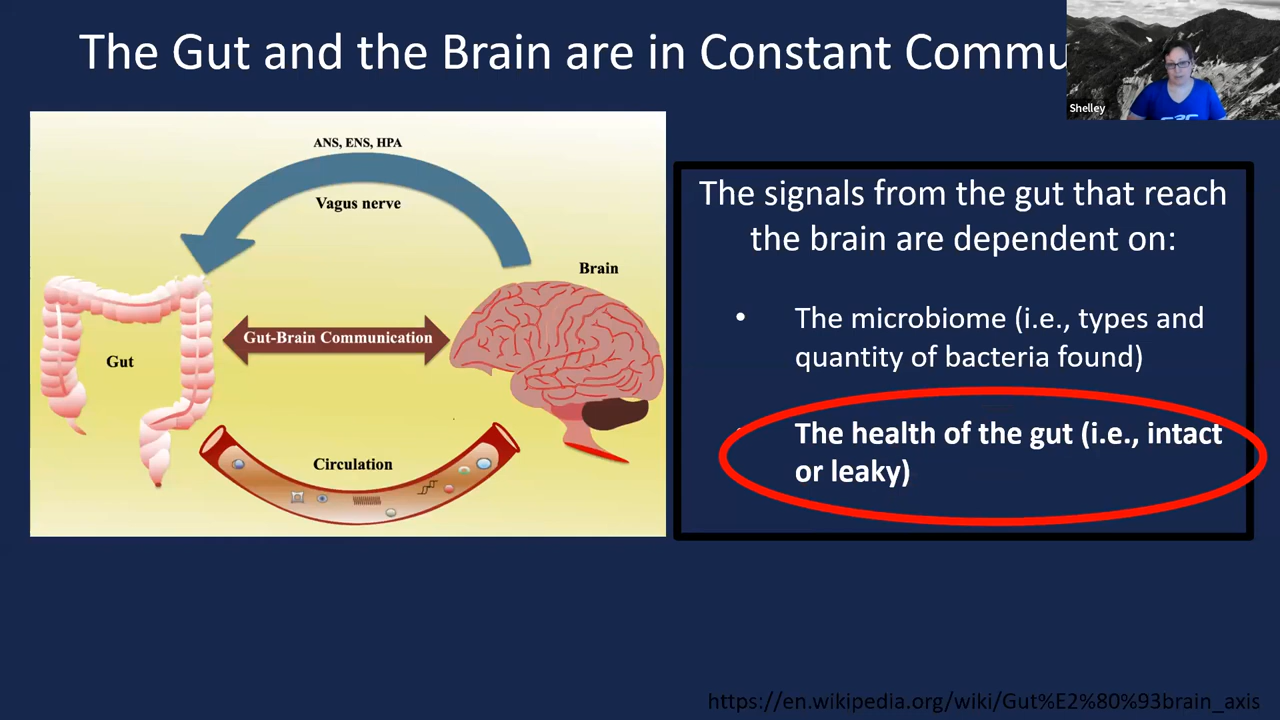 The Gut and the Brain are in Constant Commu
Shelley
ANS, ENS, HPA
Vagus nerve
Brain
Gut-Brain Communication
Gut
Circulation
The signals from the gut that reach
the brain are dependent on:
• The microbiome (i.e., types and
quantity of bacteria found)
The health of the gut (i.e., intact
or leaky)
https://en.wikipedia.org/wiki/Gut%E2%80%93brain_axis